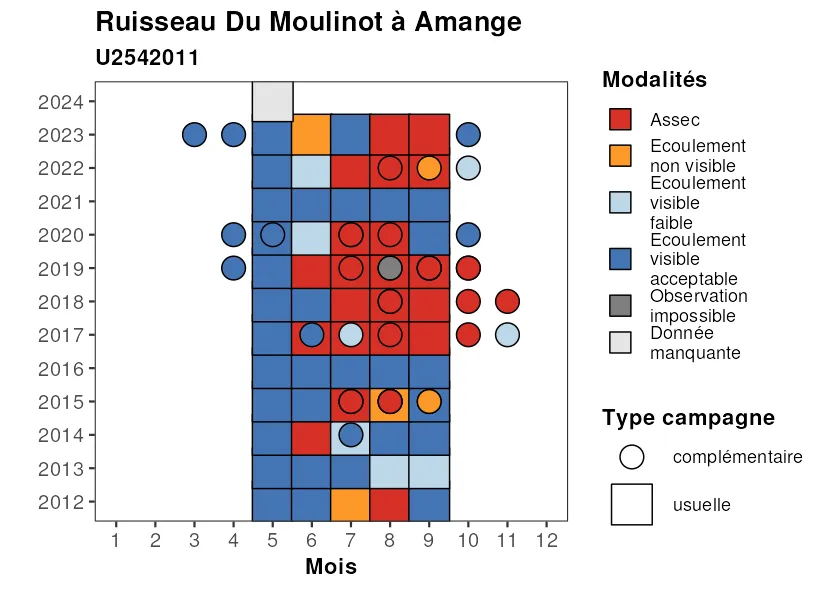 Ruisseau Du Moulinot à Amange
U2542011
2024
2023
2022
2021
2020
2019
2018
2017
2016
2015
2014
2013
2012
1 2 3 4 5 6 7 8 9 10 11 12
Mois
Modalités
Assec
Ecoulement
non visible
Ecoulement
visible
faible
Ecoulement
visible
acceptable
Observation
impossible
Donnée
manquante
Type campagne
complémentaire
usuelle